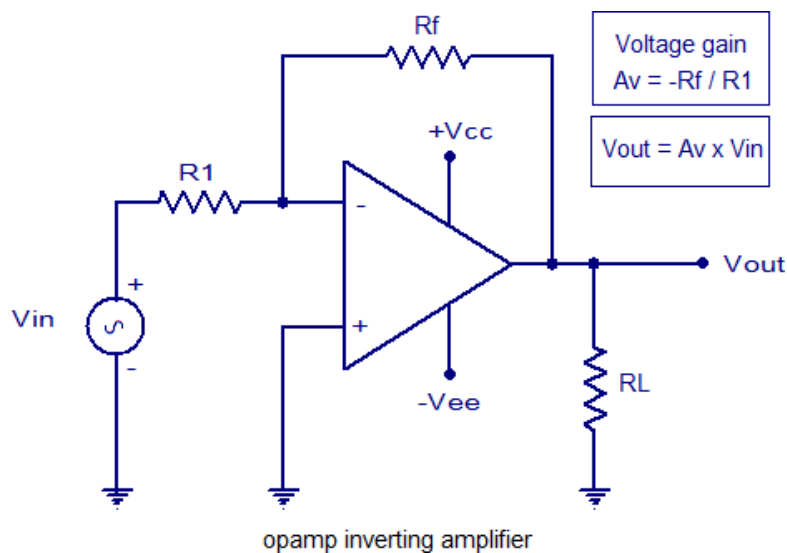 Rf
Voltage gain
Av = -Rf / R1
+Vcc
Vout = Av x Vin
R1
-
+
Vin
+
S
-
Vout
-Vee
RL
opamp inverting amplifier